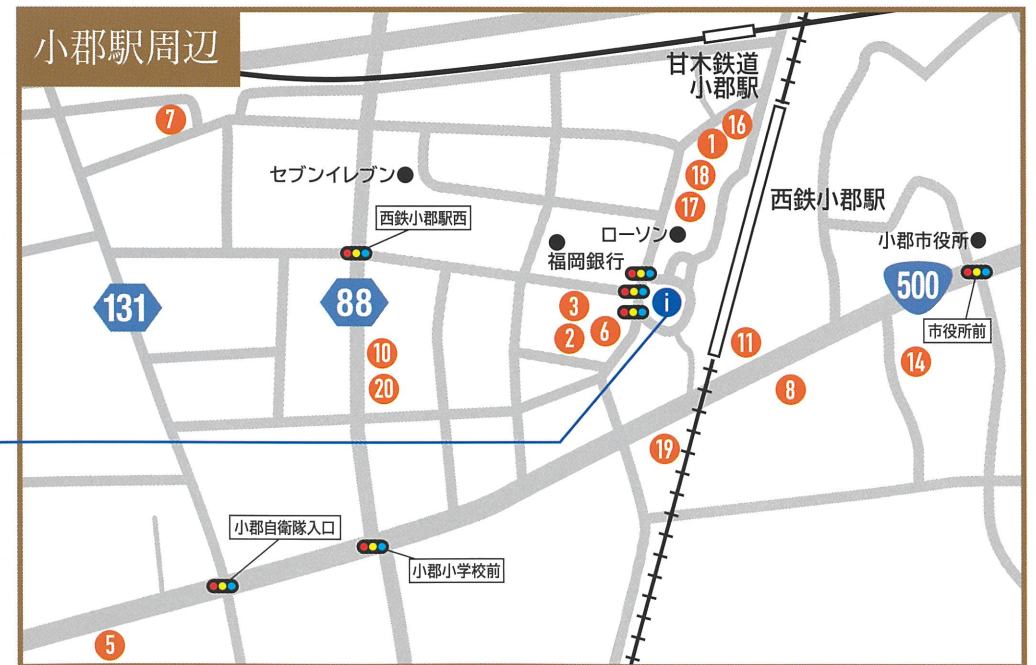 小郡駅周辺
甘木鉄道
小郡駅
7
16
1
セブンイレブン
18
西鉄小郡駅
17
西鉄小郡駅西
ローソン
小郡市役所
福岡銀行
i
500
131
88
3
市役所前
6
2
11
10
14
20
8
19
小郡自衛隊入口
小郡小学校前
5